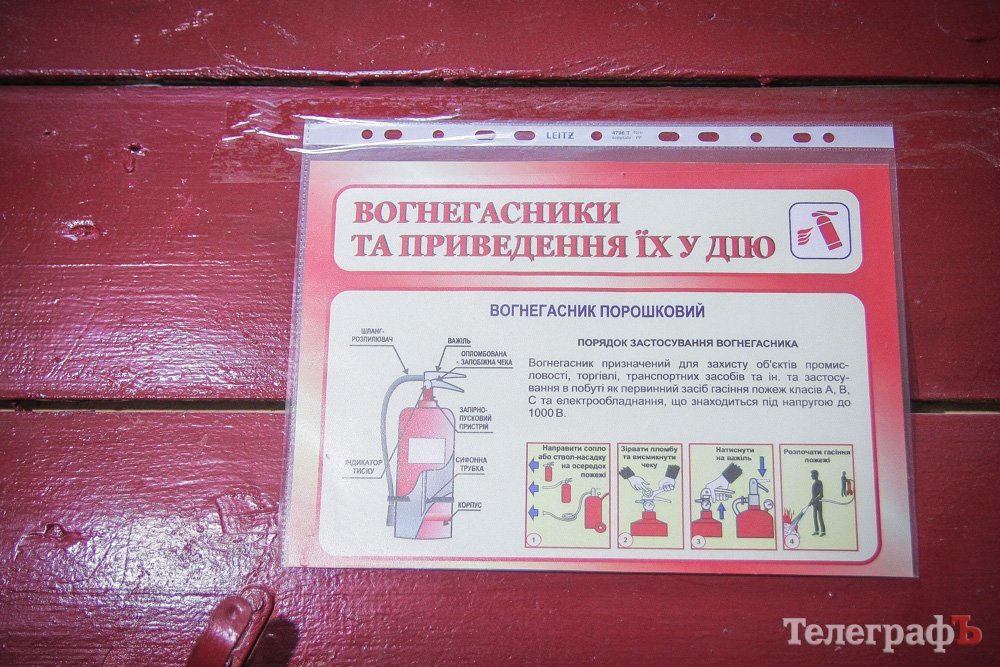 LEITZ
4796 T
ВОГНЕГАСНИКИ
ТА ПРИВЕДЕННЯ ЇХ У ДІЮ
ВОГНЕГАСНИК ПОРОШКОВИЙ
ШЛАНГ-
РОЗПИЛЮВАЧ
ВАЖІЛЬ
ОПЛОМБОВАНА
- ЗАПОБІЖНА ЧЕКА
ЗАПІРНО-
ПУСКОВИЙ
ПРИСТРІЙ
ІНДИКАТОР
ТИСКУ
СИФОННА
ТРУБКА
КОРПУС
ПОРЯДОК ЗАСТОСУВАННЯ ВОГНЕГАСНИКА
Вогнегасник призначений для захисту об'єктів промис-
ловості, торгівлі, транспортних засобів та ін. та застосу-
вання в побуті як первинний засіб гасіння пожеж класів А, В,
С та електрообладнання, що знаходиться під напругою до
1000 В.
Направити сопло
або ствол-насадку
на осередок
пожежі
1
Зірвати пломбу
та висмикнути
чеку
2
Натиснути
на важіль
3
Розпочати гасіння
пожежі
4
ТелеграфЪ